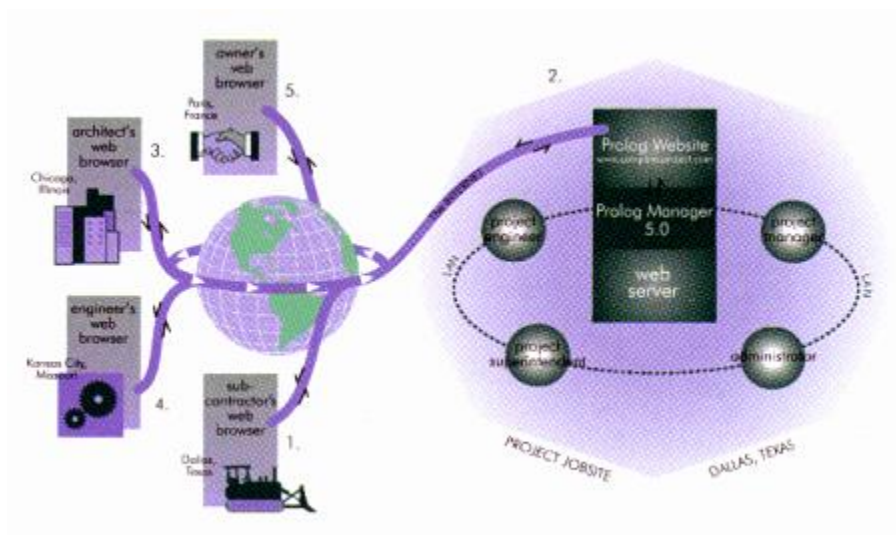 owner's
web
browser
5.
Paris,
France
architect's
web
browser
3.
Chicago,
Illinois
engineer's
web
browser
Kansas City,
Missouri
4.
sub-
contractor's
web
browser
1.
Dallas,
Texas
THE INTERNET
2.
Prolog Website
Prolog Manager
5.0
web
server
project
engineer
project
manager
project
superintendent
administrator
LAN
LAN
PROJECT JOBSITE
DALLAS, TEXAS